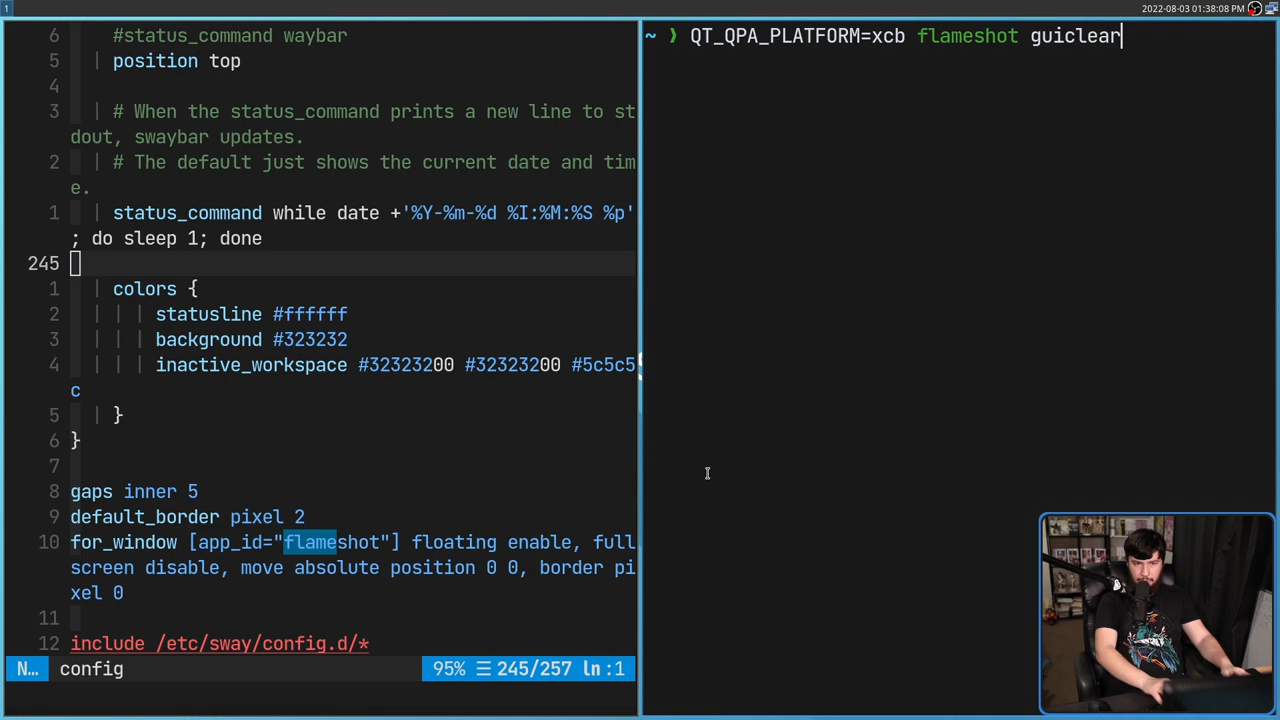 1
2022-08-03 01:38:08 PM
6 #status_command waybar
5 | position top
4
3 | # When the status_command prints a new line to st
dout, swaybar updates.
2 | # The default just shows the current date and tim
e.
1 | status_command while date +'%Y-%m-%d %I:%M:%S %p'
; do sleep 1; done
245
1 | colors {
2 | | | statusline #ffffff
3 | | | background #323232
4 | | | inactive_workspace #32323200 #32323200 #5c5c5
c
5 | }
6 }
7
8 gaps inner 5
9 default_border pixel 2
10 for_window [app_id="flameshot"] floating enable, full
screen disable, move absolute position 0 0, border pi
xel 0
11
12 include /etc/sway/config.d/*
N... config 95% ☰ 245/257 ln:1
~ ❯ QT_QPA_PLATFORM=xcb flameshot guiclear